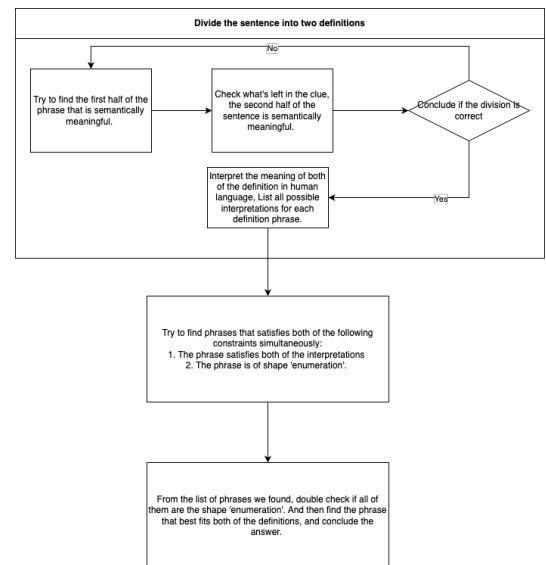 Divide the sentence into two definitions
No
Try to find the first half of the
phrase that is semantically
meaningful.
Check what's left in the clue,
the second half of the
sentence is semantically
meaningful.
Conclude if the division is
correct
Yes
Interpret the meaning of both
of the definition in human
language, List all possible
interpretations for each
definition phrase.
Try to find phrases that satisfies both of the following
constraints simultaneously:
1. The phrase satisfies both of the interpretations
2. The phrase is of shape 'enumeration'.
From the list of phrases we found, double check if all of
them are the shape 'enumeration'. And then find the phrase
that best fits both of the definitions, and conclude the
answer.